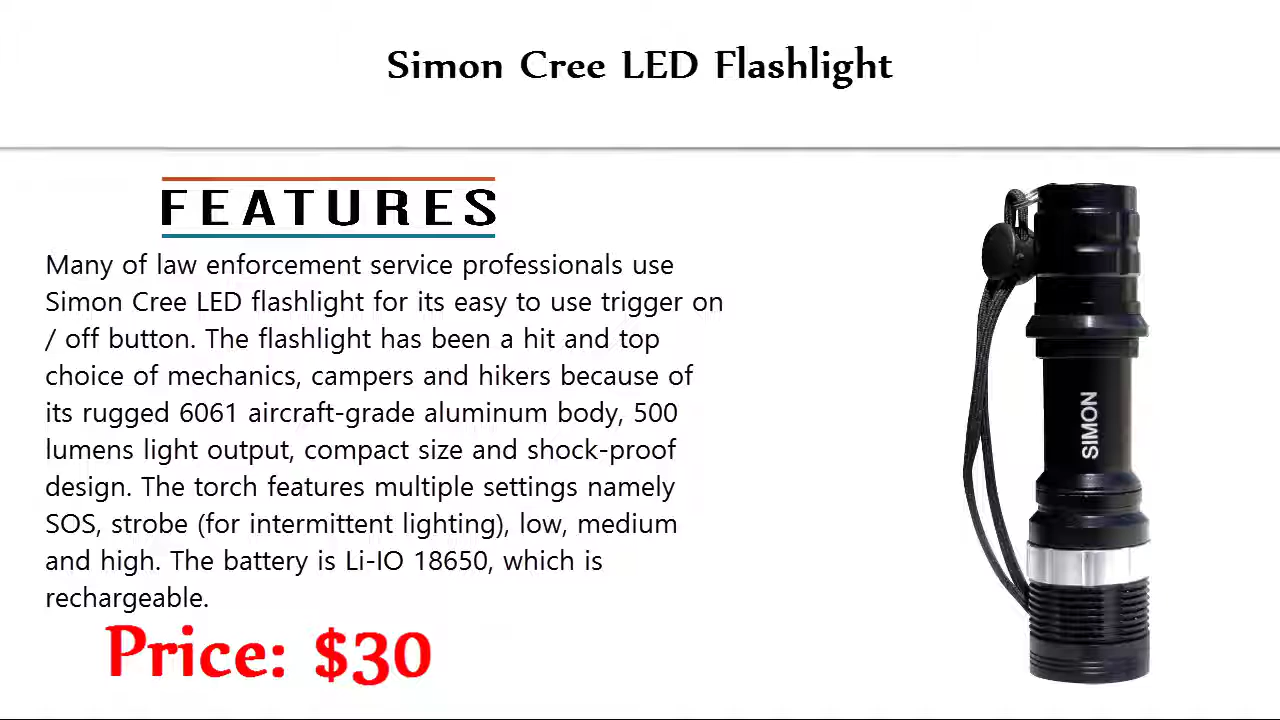 Simon Cree LED Flashlight
FEATURES
Many of law enforcement service professionals use
Simon Cree LED flashlight for its easy to use trigger on
/ off button. The flashlight has been a hit and top
choice of mechanics, campers and hikers because of
its rugged 6061 aircraft-grade aluminum body, 500
lumens light output, compact size and shock-proof
design. The torch features multiple settings namely
SOS, strobe (for intermittent lighting), low, medium
and high. The battery is Li-IO 18650, which is
rechargeable.
Price: $30
SIMON